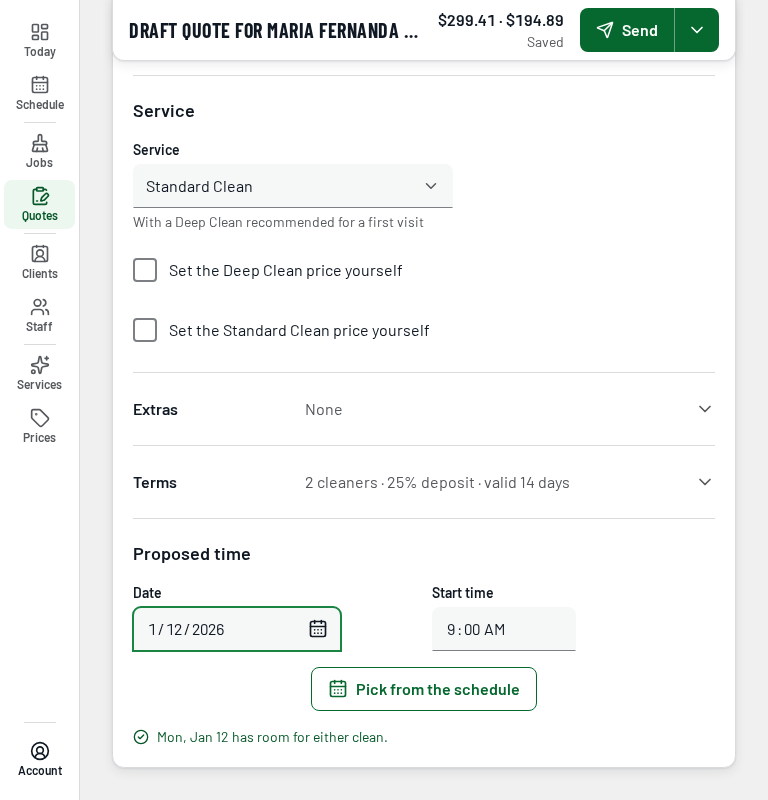 DRAFT QUOTE FOR MARIA FERNANDA ...
$299.41 · $194.89
Saved
Send
Today
Schedule
Jobs
Quotes
Clients
Staff
Services
Prices
Account
Service
Service
Standard Clean
With a Deep Clean recommended for a first visit
Set the Deep Clean price yourself
Set the Standard Clean price yourself
Extras None
Terms 2 cleaners · 25% deposit · valid 14 days
Proposed time
Date Start time
1/12/2026 9:00 AM
Pick from the schedule
Mon, Jan 12 has room for either clean.